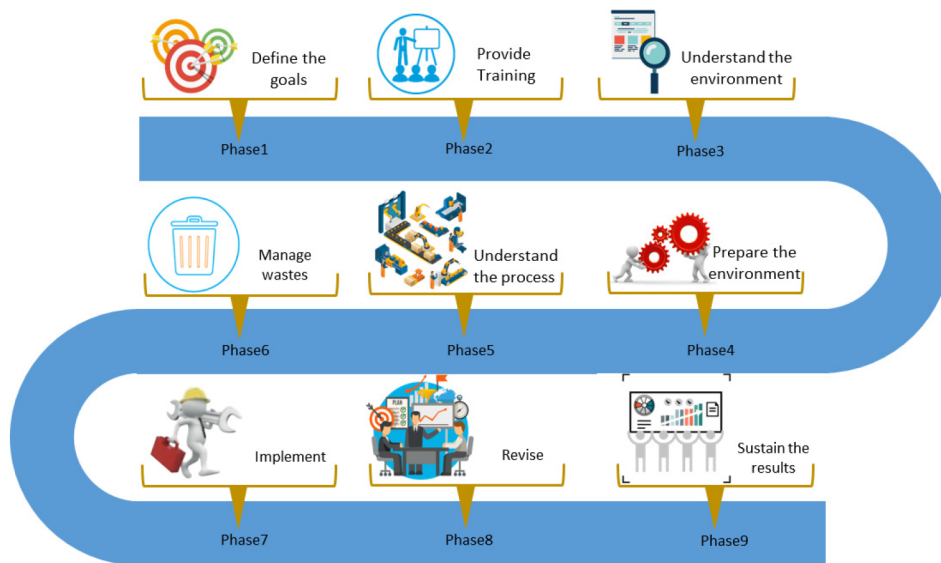 Define the
goals
Provide
Training
Understand the
environment
Phase1
Phase2
Phase3
Prepare the
environment
Understand
the process
Manage
wastes
Phase4
Phase5
Phase6
PLAN
Implement
Revise
Sustain the
results
Phase7
Phase8
Phase9